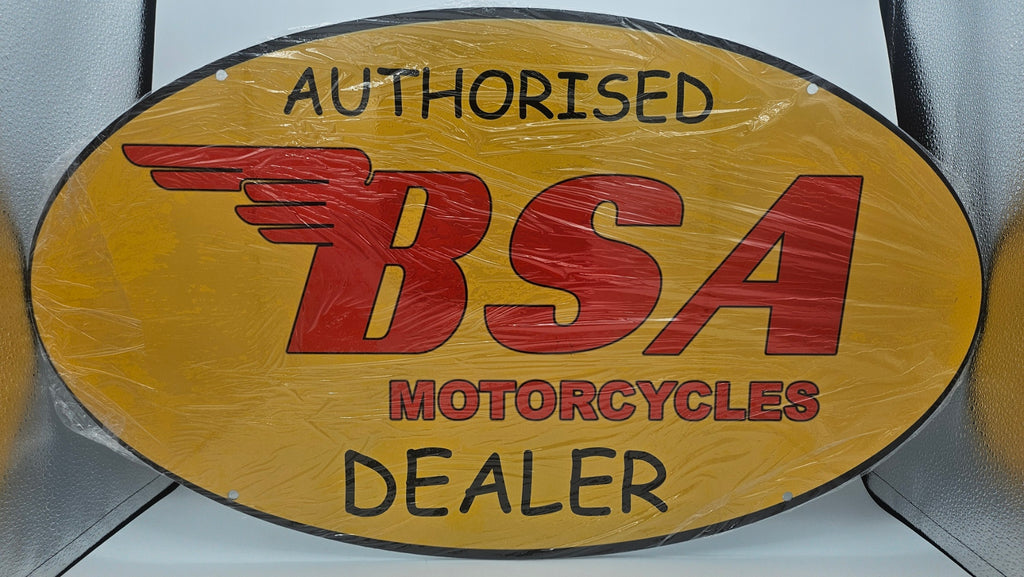 AUTHORISED
BSA
MOTORCYCLES
DEALER